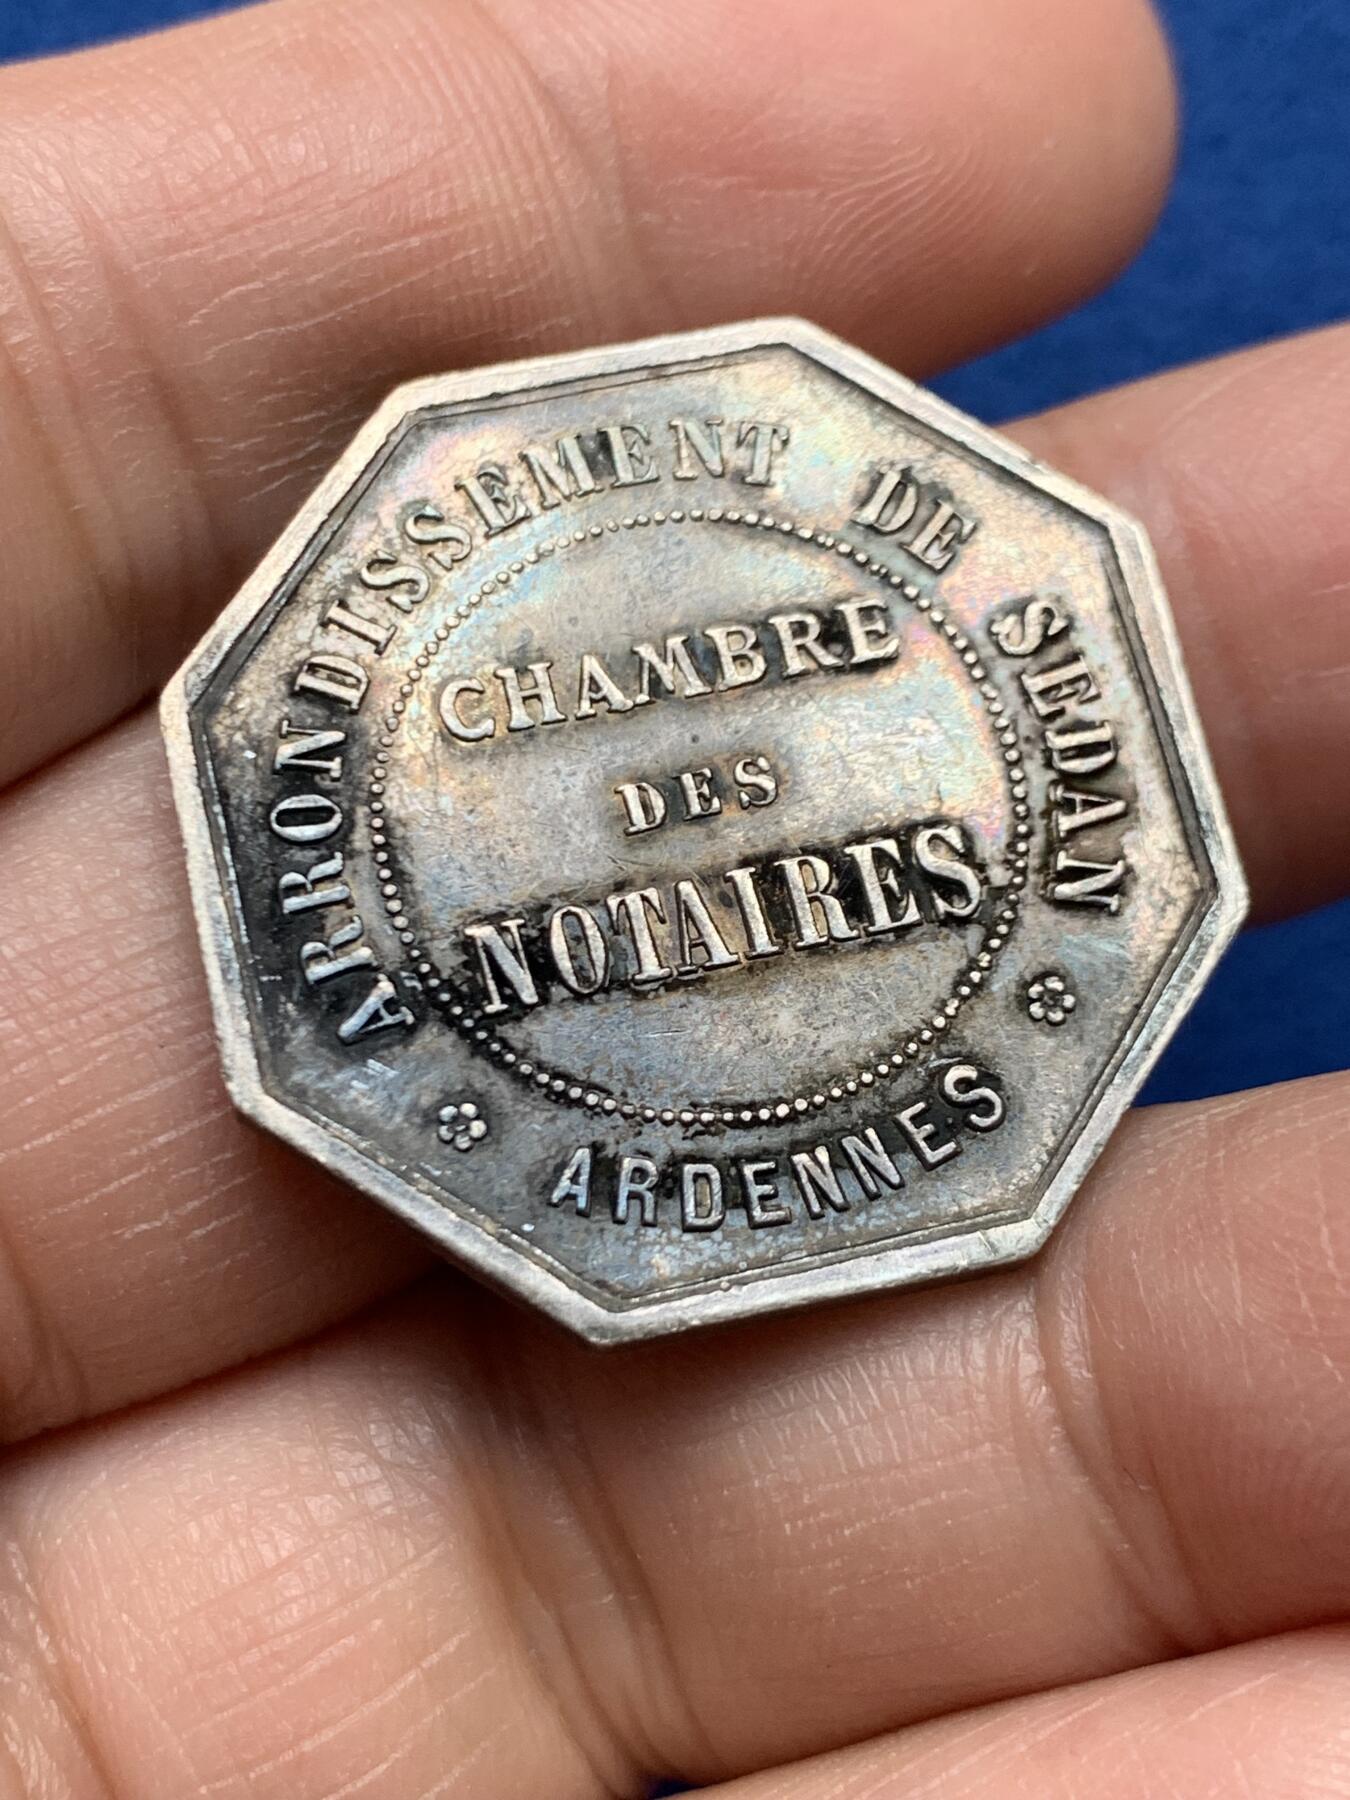 ARRONDISSEMENT DE SEDAN
CHAMBRE
DES
NOTAIRES
ARDENNES